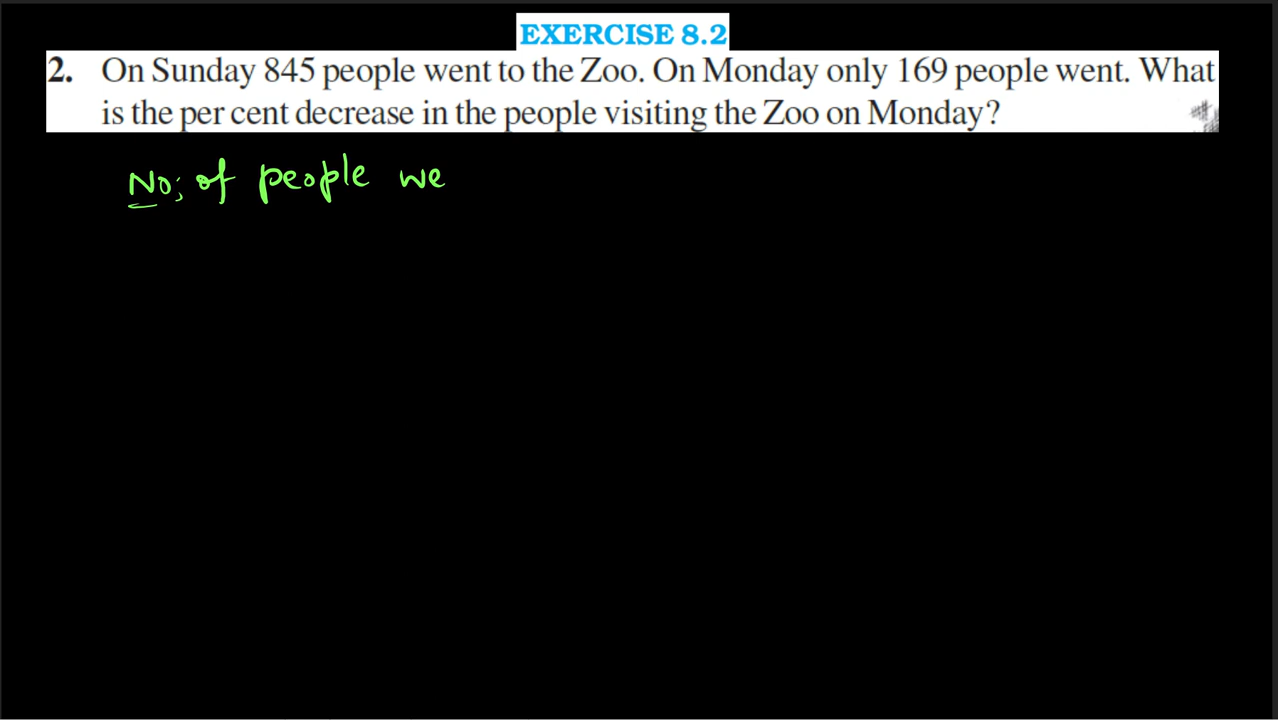 EXERCISE 8.2
2. On Sunday 845 people went to the Zoo. On Monday only 169 people went. What
is the per cent decrease in the people visiting the Zoo on Monday?
No; of people we